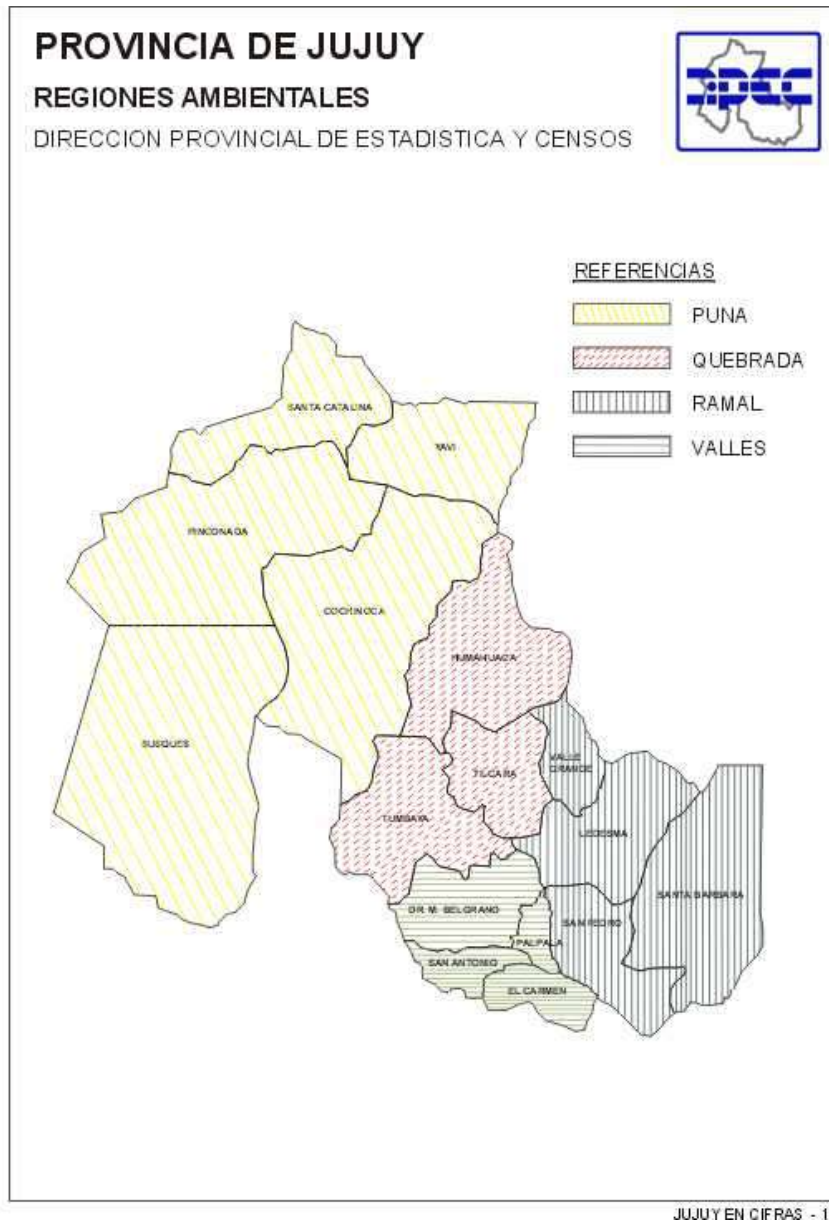 PROVINCIA DE JUJUY
REGIONES AMBIENTALES
DIRECCION PROVINCIAL DE ESTADISTICA Y CENSOS
DIPEC
REFERENCIAS
PUNA
QUEBRADA
RAMAL
VALLES
SANTA CATALINA
YAVI
RINCONADA
COCHINOCA
HUMAHUACA
SUSQUES
VALLE
GRANDE
TILCARA
TUMBAYA
LEDESMA
SANTA BARBARA
DR. M. BELGRANO
SAN PEDRO
PALPALA
SAN ANTONIO
EL CARMEN
JUJUY EN CIFRAS - 1